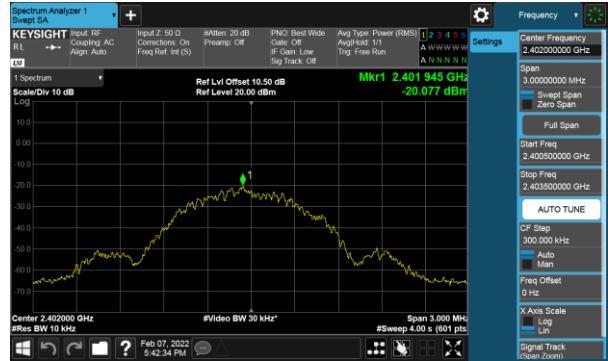 Spectrum Analyzer 1
Swept SA
+
Frequency
KEYSIGHT
RL
LXI
Input: RF
Coupling: AC
Align: Auto
Input Z: 50 Ω
Corrections: On
Freq Ref: Int (S)
#Atten: 20 dB
Preamp: Off
PNO: Best Wide
Gate: Off
IF Gain: Low
Sig Track: Off
Avg Type: Power (RMS)
Avg|Hold: 1/1
Trig: Free Run
1 2 3 4 5 6
A W W W W W
A N N N N N
Settings
Center Frequency
2.402000000 GHz
Span
3.00000000 MHz
Swept Span
Zero Span
Full Span
Start Freq
2.400500000 GHz
Stop Freq
2.403500000 GHz
AUTO TUNE
CF Step
300.000 kHz
Auto
Man
Freq Offset
0 Hz
X Axis Scale
Log
Lin
Signal Track
(Span Zoom)
1 Spectrum
Scale/Div 10 dB
Ref Lvl Offset 10.50 dB
Ref Level 20.00 dBm
Mkr1 2.401 945 GHz
-20.077 dBm
Log
10.0
0.00
-10.0
-20.0
-30.0
-40.0
-50.0
-60.0
-70.0
1
Center 2.402000 GHz
#Res BW 10 kHz
#Video BW 30 kHz*
Span 3.000 MHz
#Sweep 4.00 s (601 pts)
?
Feb 07, 2022
5:42:34 PM